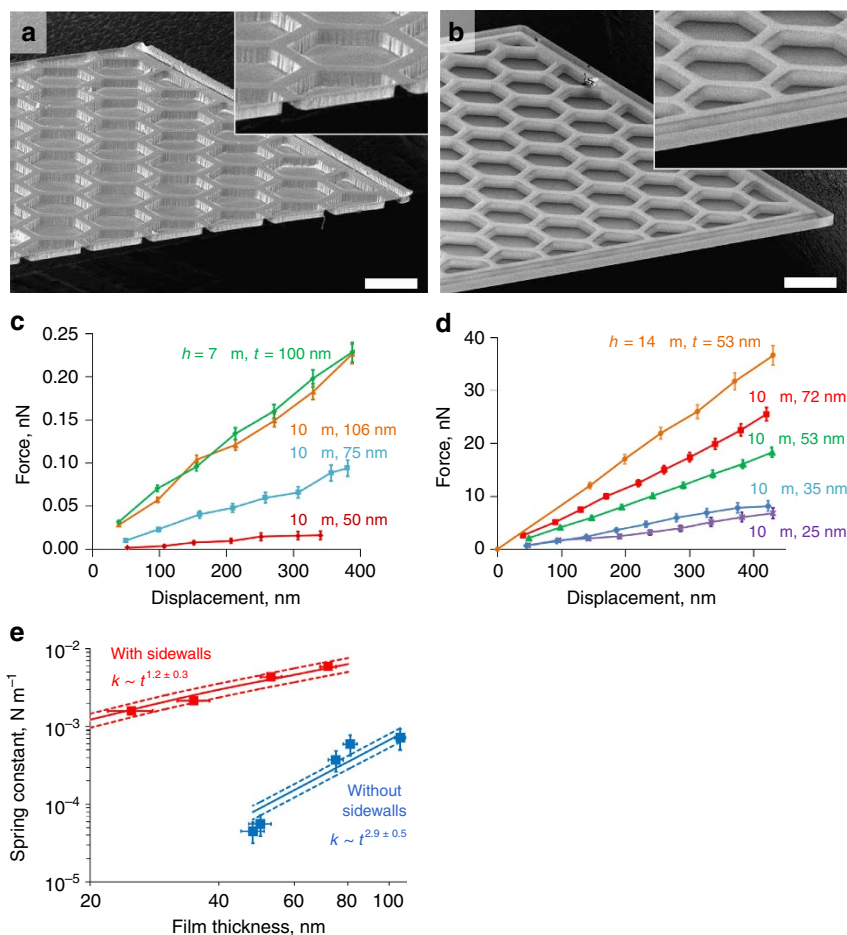 a
b
c
0.25
0.20
0.15
0.10
0.05
0.00
Force, nN
h = 7 m, t = 100 nm
10 m, 106 nm
10 m, 75 nm
10 m, 50 nm
0
100
200
300
400
Displacement, nm
d
40
30
20
10
0
Force, nN
h = 14 m, t = 53 nm
10 m, 72 nm
10 m, 53 nm
10 m, 35 nm
10 m, 25 nm
0
100
200
300
400
Displacement, nm
e
10⁻²
10⁻³
10⁻⁴
10⁻⁵
Spring constant, N m⁻¹
With sidewalls
k ~ t¹·² ± ⁰·³
Without
sidewalls
k ~ t²·⁹ ± ⁰·⁵
20
40
60
80
100
Film thickness, nm